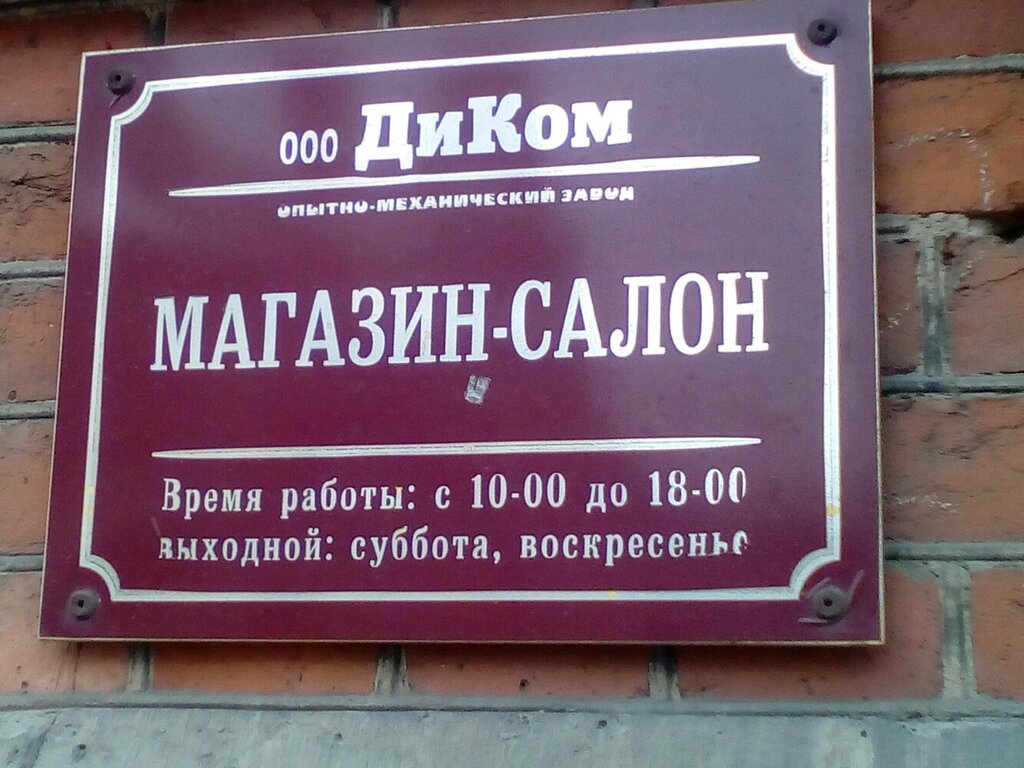 ООО ДиКом
ОПЫТНО-МЕХАНИЧЕСКИЙ ЗАВОД
МАГАЗИН-САЛОН
Время работы: с 10-00 до 18-00
выходной: суббота, воскресенье